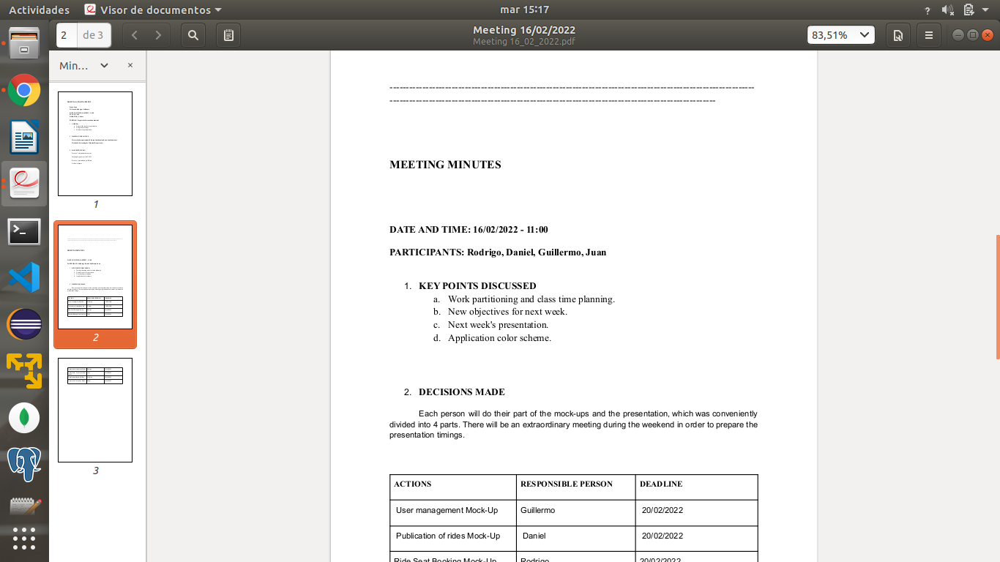 Actividades Visor de documentos mar 15:17 ?
2 de 3 Meeting 16/02/2022 83,51%
Meeting 16_02_2022.pdf
Min... ×
1
2
3
--------------------------------------------------------------------------------------------------------------
--------------------------------------------------------------------------------------------------
MEETING MINUTES
DATE AND TIME: 16/02/2022 - 11:00
PARTICIPANTS: Rodrigo, Daniel, Guillermo, Juan
1. KEY POINTS DISCUSSED
a. Work partitioning and class time planning.
b. New objectives for next week.
c. Next week's presentation.
d. Application color scheme.
2. DECISIONS MADE
Each person will do their part of the mock-ups and the presentation, which was conveniently
divided into 4 parts. There will be an extraordinary meeting during the weekend in order to prepare the
presentation timings.
ACTIONS RESPONSIBLE PERSON DEADLINE
User management Mock-Up Guillermo 20/02/2022
Publication of rides Mock-Up Daniel 20/02/2022
Ride Seat Booking Mock-Up Rodrigo 20/02/2022